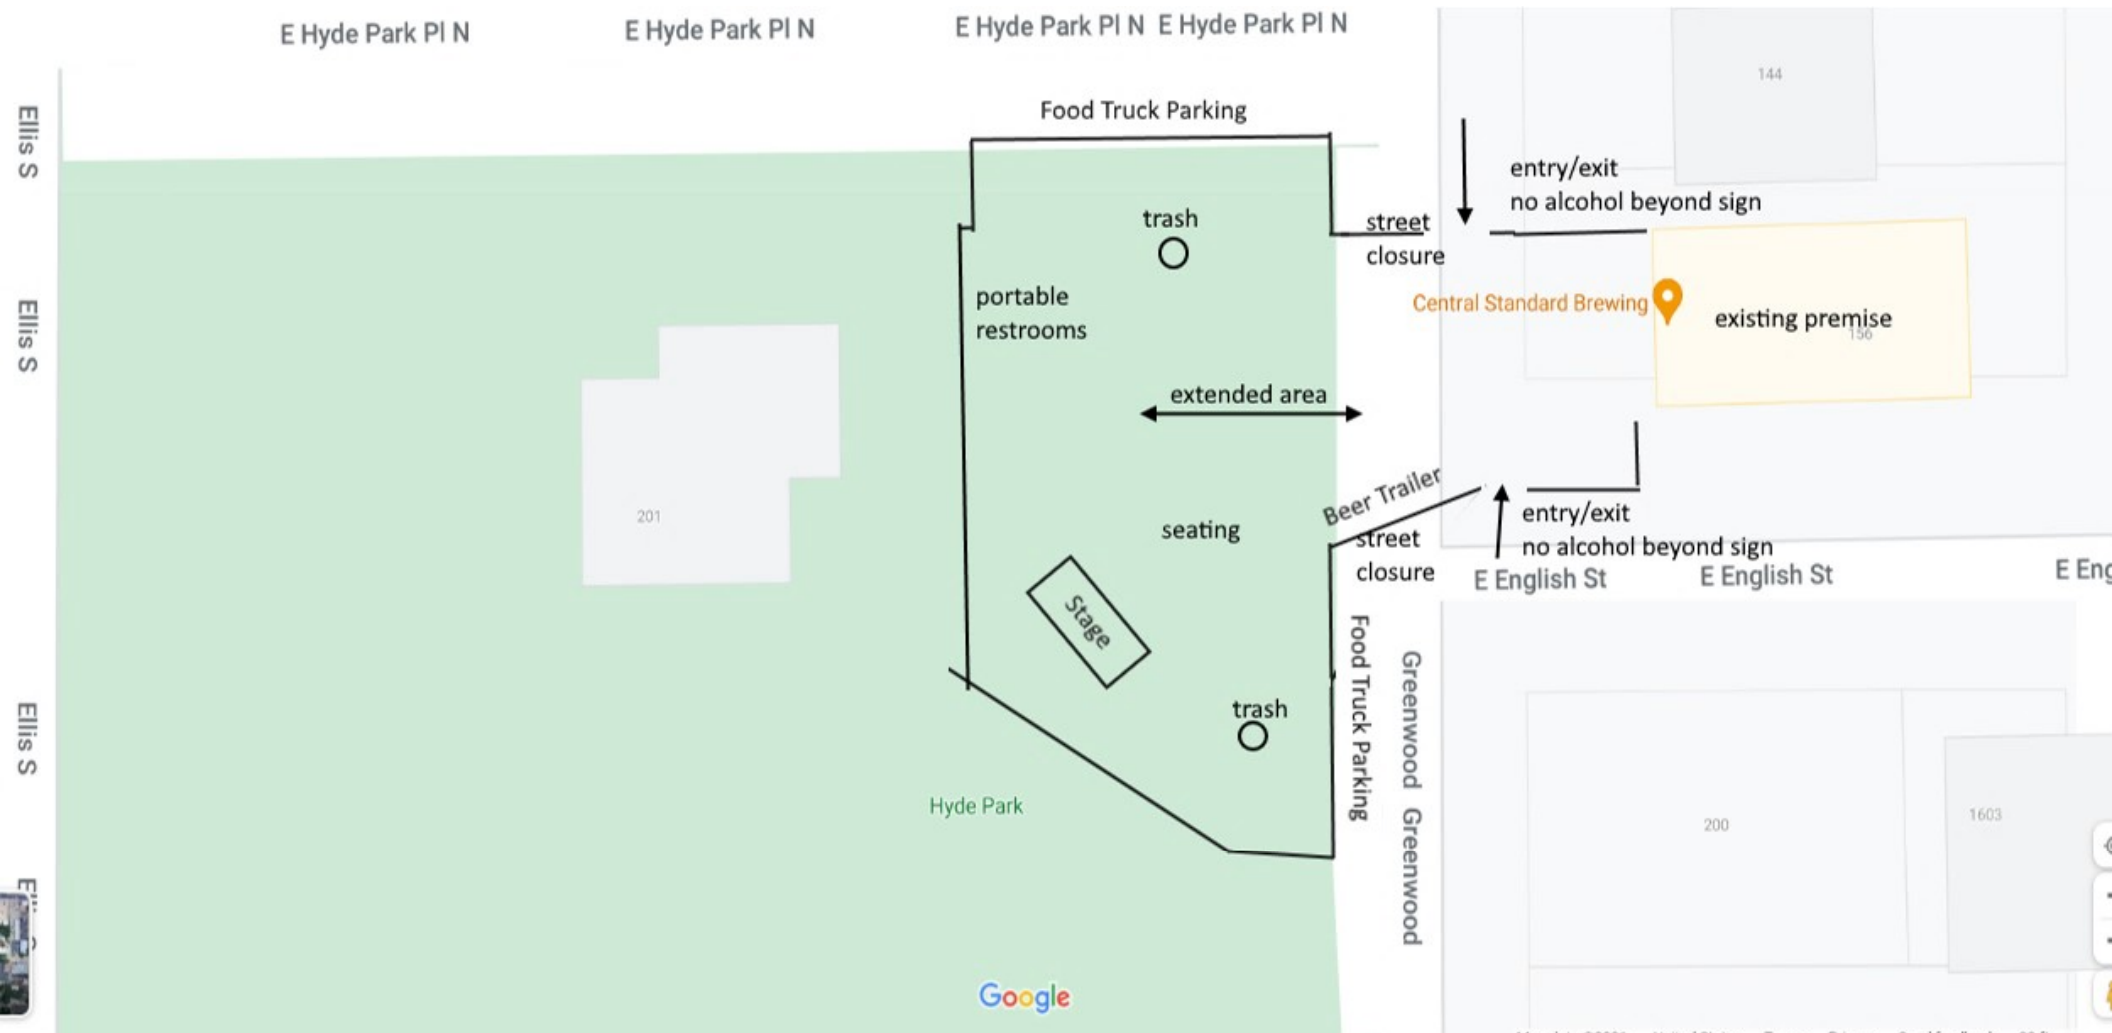 E Hyde Park Pl N
E Hyde Park Pl N
E Hyde Park Pl N
E Hyde Park Pl N
Ellis S
Food Truck Parking
144
entry/exit
no alcohol beyond sign
trash
street
closure
portable
restrooms
Ellis S
Central Standard Brewing
existing premise
156
extended area
201
seating
Beer Trailer
street
closure
entry/exit
no alcohol beyond sign
E English St
E English St
E Eng
Stage
Food Truck Parking
Greenwood
Ellis S
trash
Hyde Park
Greenwood
200
1603
Google